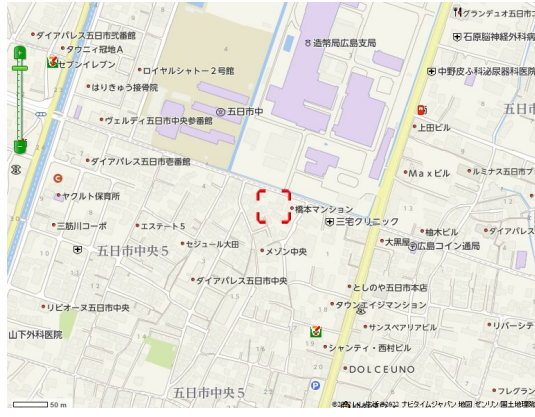 グランデュオ五日市コ
ダイアパレス五日市弐番館
石原脳神経外科病
造幣局広島支局
タウニィ冠地A
セブンイレブン
ロイヤルシャトー2号館
中野皮ふ科泌尿器科医院
はりきゅう接骨院
五日市中
五日市
ヴェルディ五日市中央参番館
上田ビル
ダイアパレス五日市壱番館
Maxビル
ルミナス五日市プ
ヤクルト保育所
橋本マンション
三宅クリニック
三筋川コーポ
エステート5
柚木ビル
ダイアパレ
セジュール大田
大黒屋
広島コイン通局
五日市中央5
メゾン中央
ダイアパレス五日市中央
としのや五日市本店
リビオーヌ五日市中央
タウンエイジマンション
サンスペアリアビル
リバーシテ
山下外科医院
シャンティ・西村ビル
DOLCEUNO
五日市中央5
フレグラン
50 m